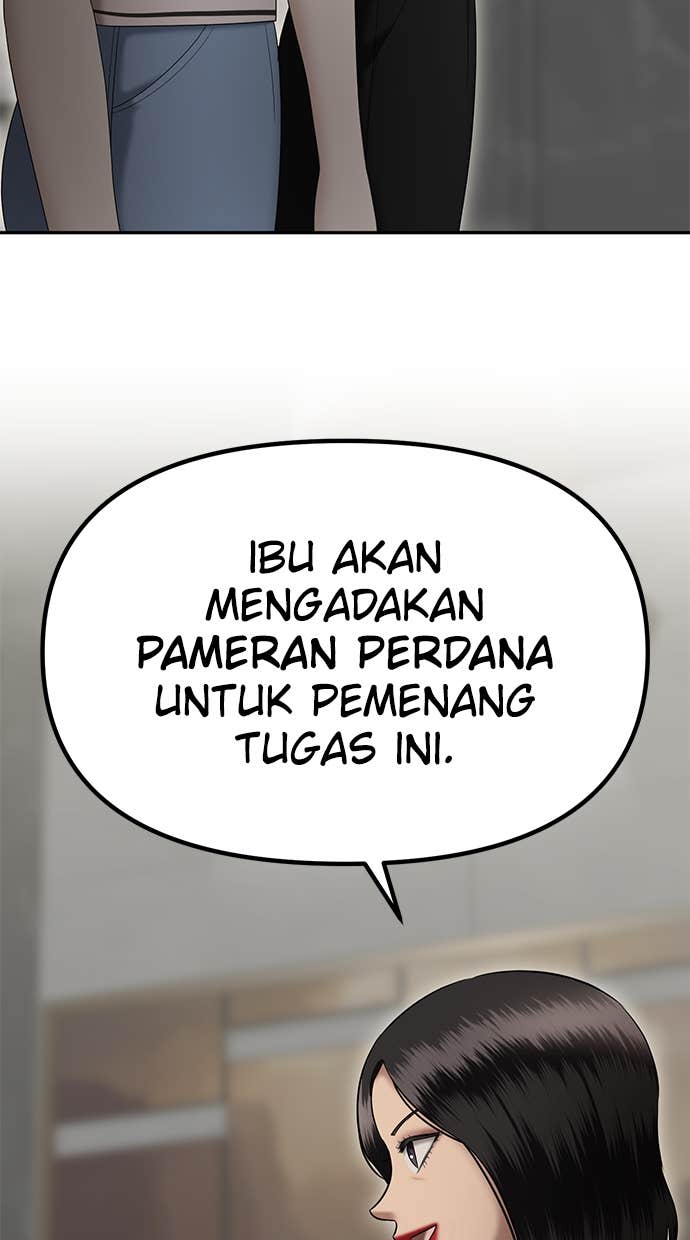 IBU AKAN
MENGADAKAN
PAMERAN PERDANA
UNTUK PEMENANG
TUGAS INI.